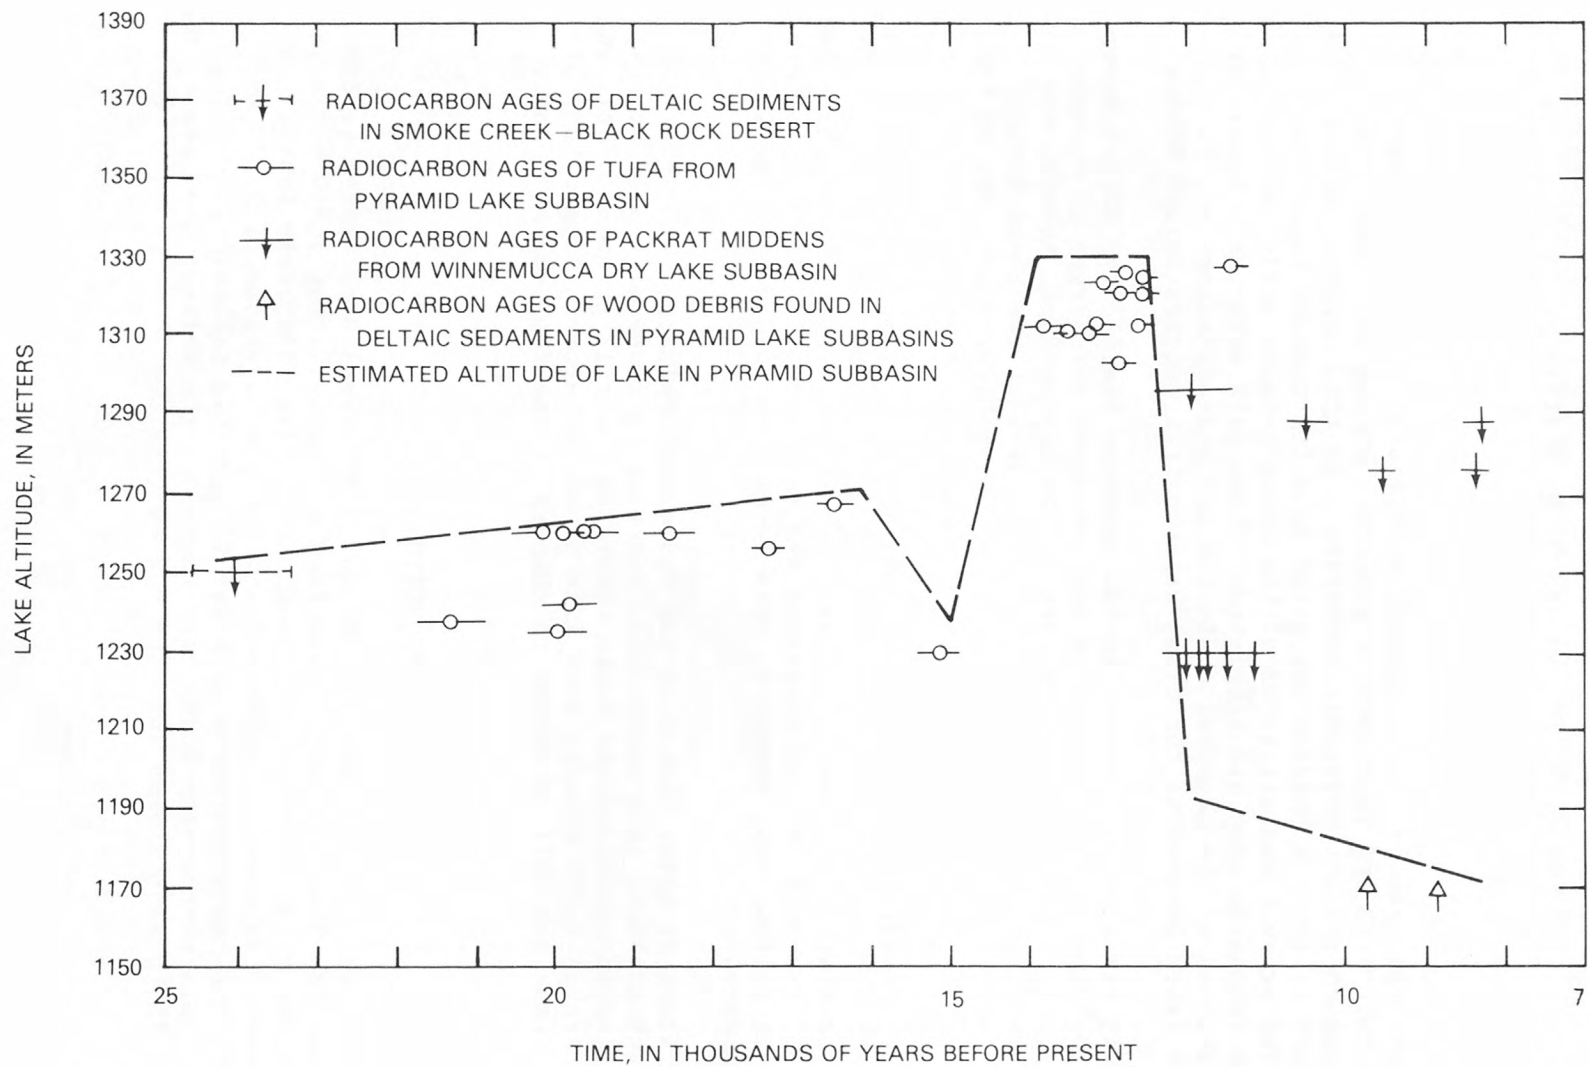 1390
1370
1350
1330
1310
1290
1270
1250
1230
1210
1190
1170
1150
LAKE ALTITUDE, IN METERS
RADIOCARBON AGES OF DELTAIC SEDIMENTS
IN SMOKE CREEK—BLACK ROCK DESERT
RADIOCARBON AGES OF TUFA FROM
PYRAMID LAKE SUBBASIN
RADIOCARBON AGES OF PACKRAT MIDDENS
FROM WINNEMUCCA DRY LAKE SUBBASIN
RADIOCARBON AGES OF WOOD DEBRIS FOUND IN
DELTAIC SEDAMENTS IN PYRAMID LAKE SUBBASINS
ESTIMATED ALTITUDE OF LAKE IN PYRAMID SUBBASIN
25 20 15 10 7
TIME, IN THOUSANDS OF YEARS BEFORE PRESENT